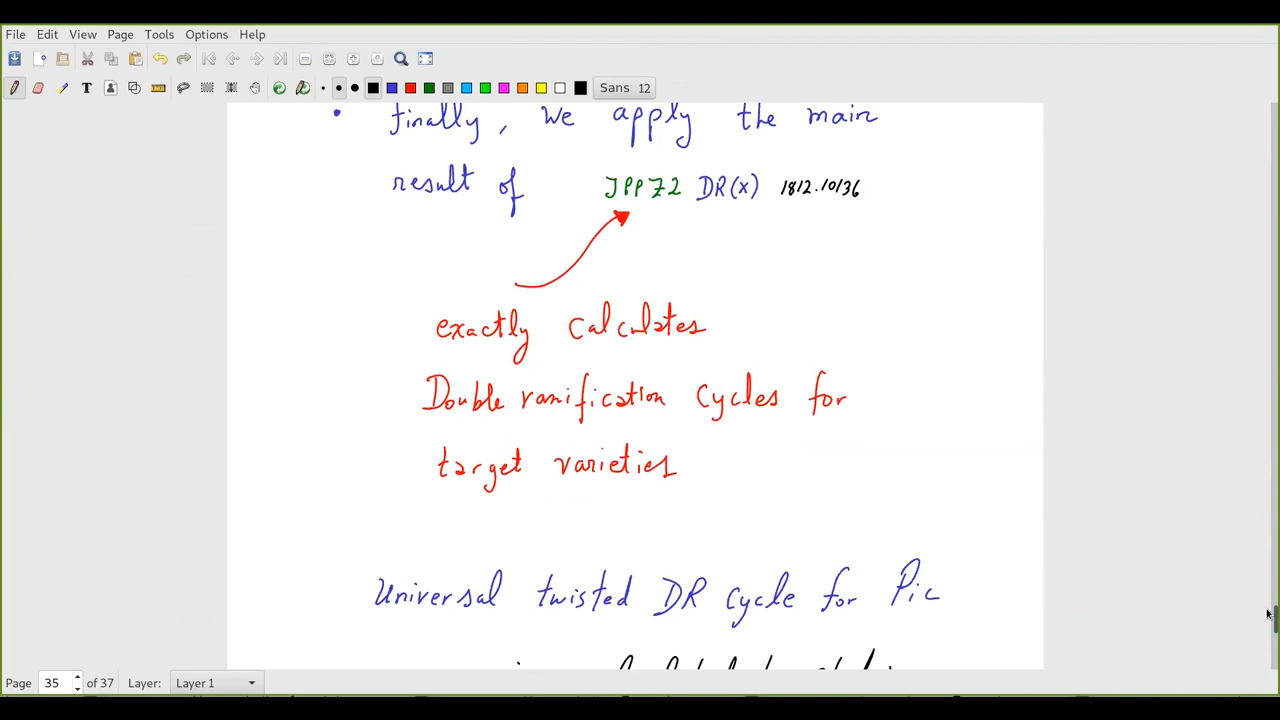 File Edit View Page Tools Options Help
Sans 12
• finally, we apply the main
result of JPPZ2 DR(X) 1812.10136
exactly calculates
Double ramification cycles for
target varieties
Universal twisted DR cycle for Pic
Page 35 of 37 Layer: Layer 1